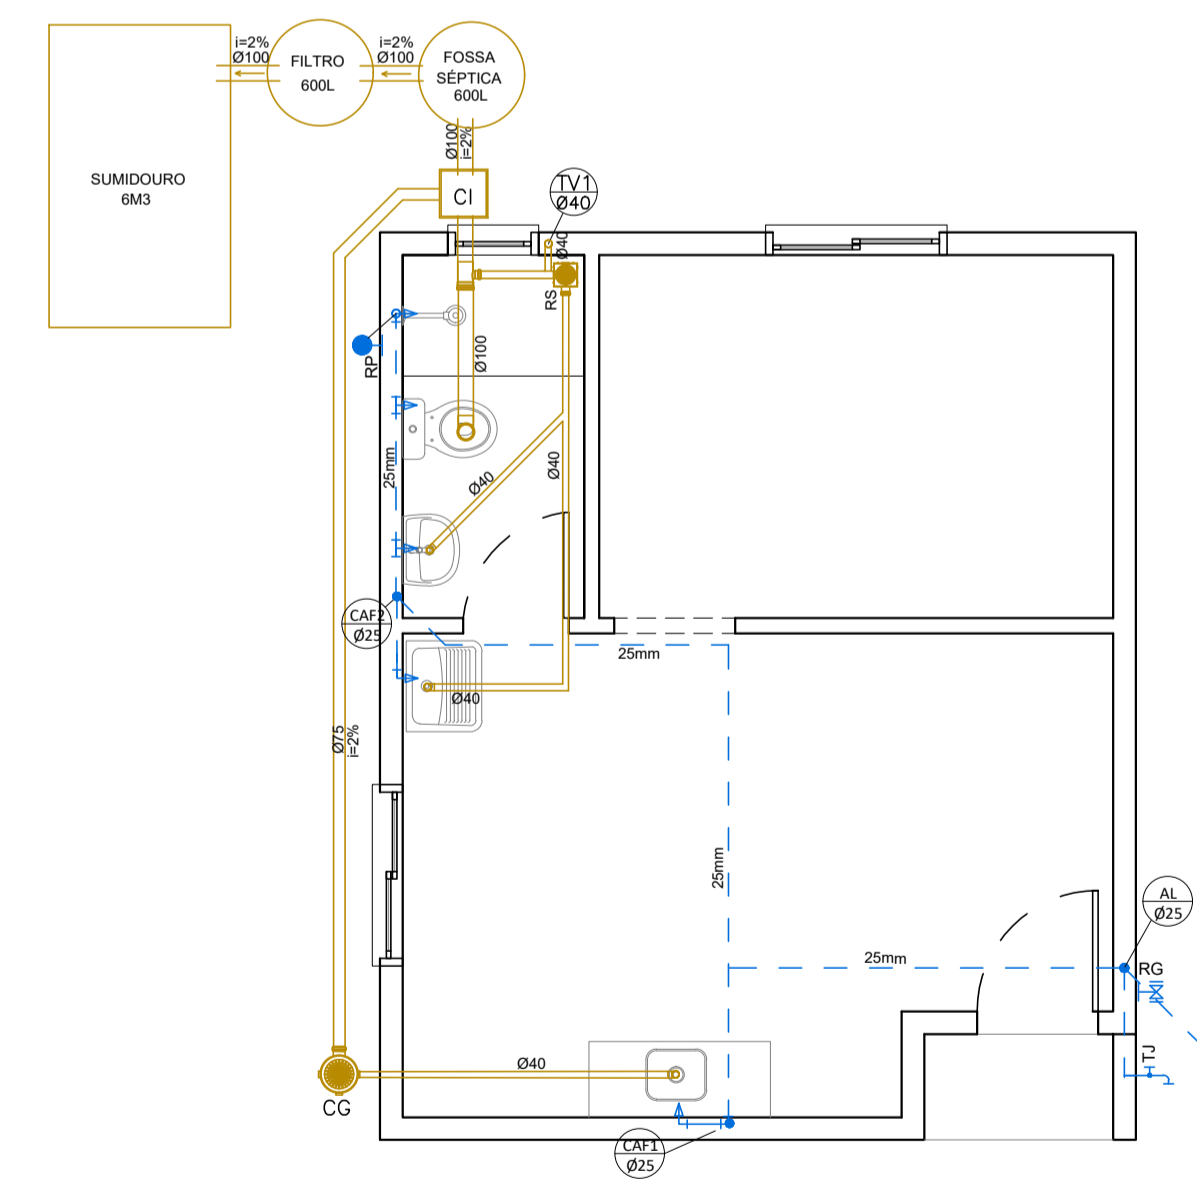 i=2%
Ø100
FILTRO
600L
i=2%
Ø100
FOSSA
SÉPTICA
600L
SUMIDOURO
6M3
Ø100
i=2%
CI
TV1
Ø40
Ø40
RS
RP
Ø100
25mm
Ø40
Ø40
CAF2
Ø25
25mm
Ø40
Ø75
i=2%
25mm
AL
Ø25
25mm
RG
TJ
Ø40
CG
CAF1
Ø25